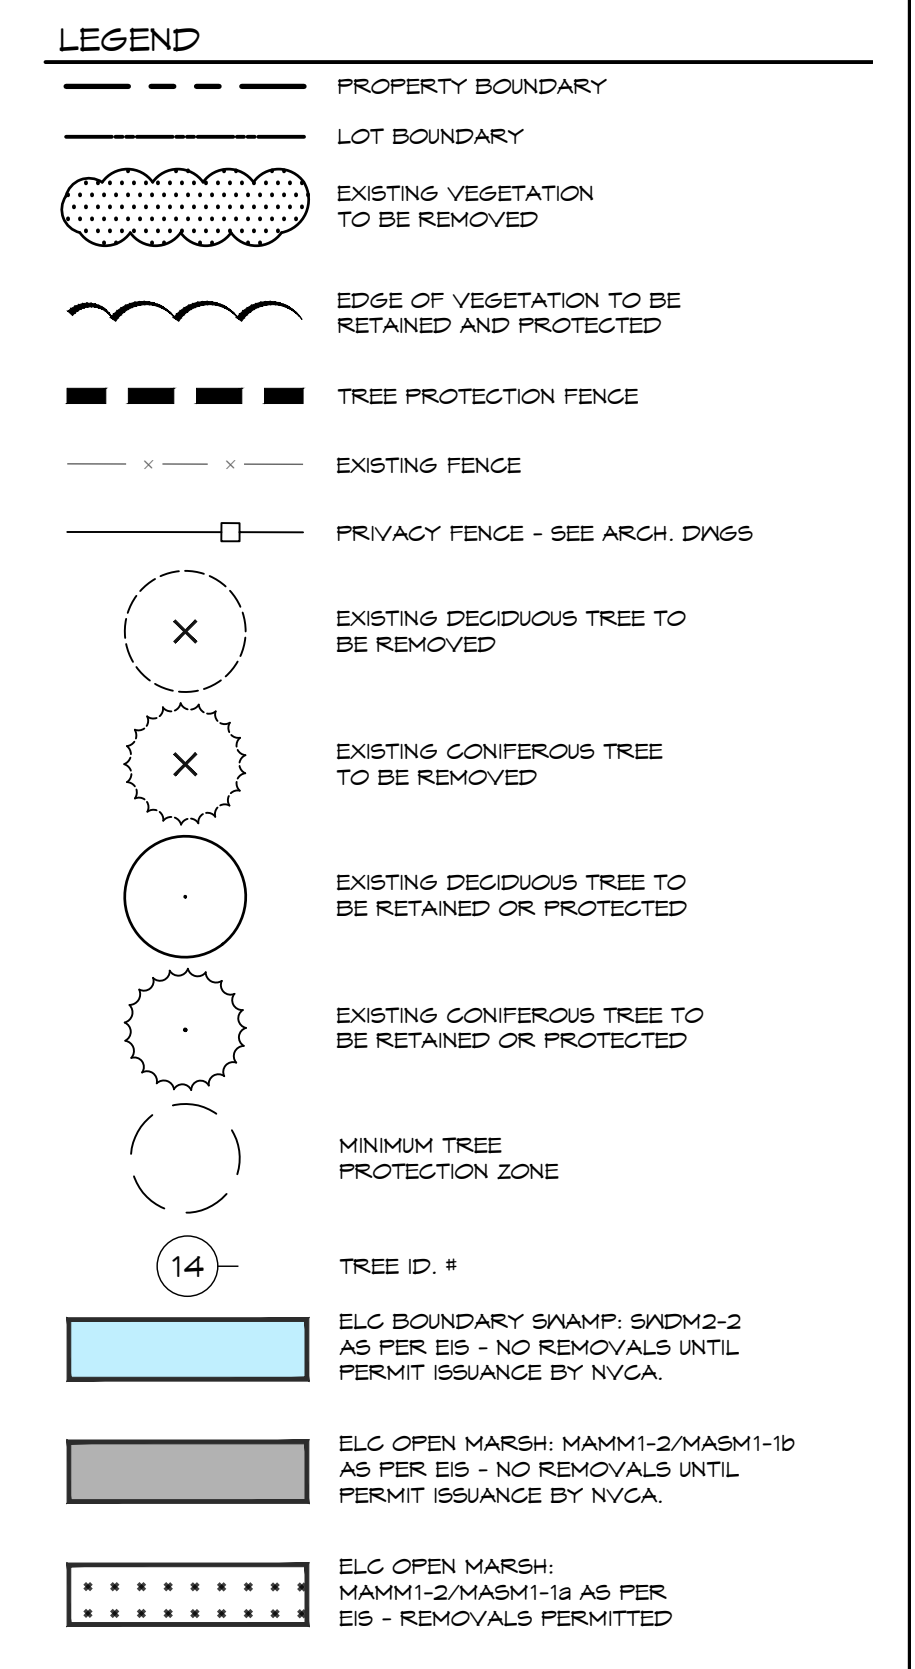 LEGEND
PROPERTY BOUNDARY
LOT BOUNDARY
EXISTING VEGETATION
TO BE REMOVED
EDGE OF VEGETATION TO BE
RETAINED AND PROTECTED
TREE PROTECTION FENCE
EXISTING FENCE
PRIVACY FENCE - SEE ARCH. DWGS
EXISTING DECIDUOUS TREE TO
BE REMOVED
EXISTING CONIFEROUS TREE
TO BE REMOVED
EXISTING DECIDUOUS TREE TO
BE RETAINED OR PROTECTED
EXISTING CONIFEROUS TREE TO
BE RETAINED OR PROTECTED
MINIMUM TREE
PROTECTION ZONE
14 TREE ID. #
ELC BOUNDARY SWAMP: SWDM2-2
AS PER EIS - NO REMOVALS UNTIL
PERMIT ISSUANCE BY NVCA.
ELC OPEN MARSH: MAMM1-2/MASM1-1b
AS PER EIS - NO REMOVALS UNTIL
PERMIT ISSUANCE BY NVCA.
ELC OPEN MARSH:
MAMM1-2/MASM1-1a AS PER
EIS - REMOVALS PERMITTED